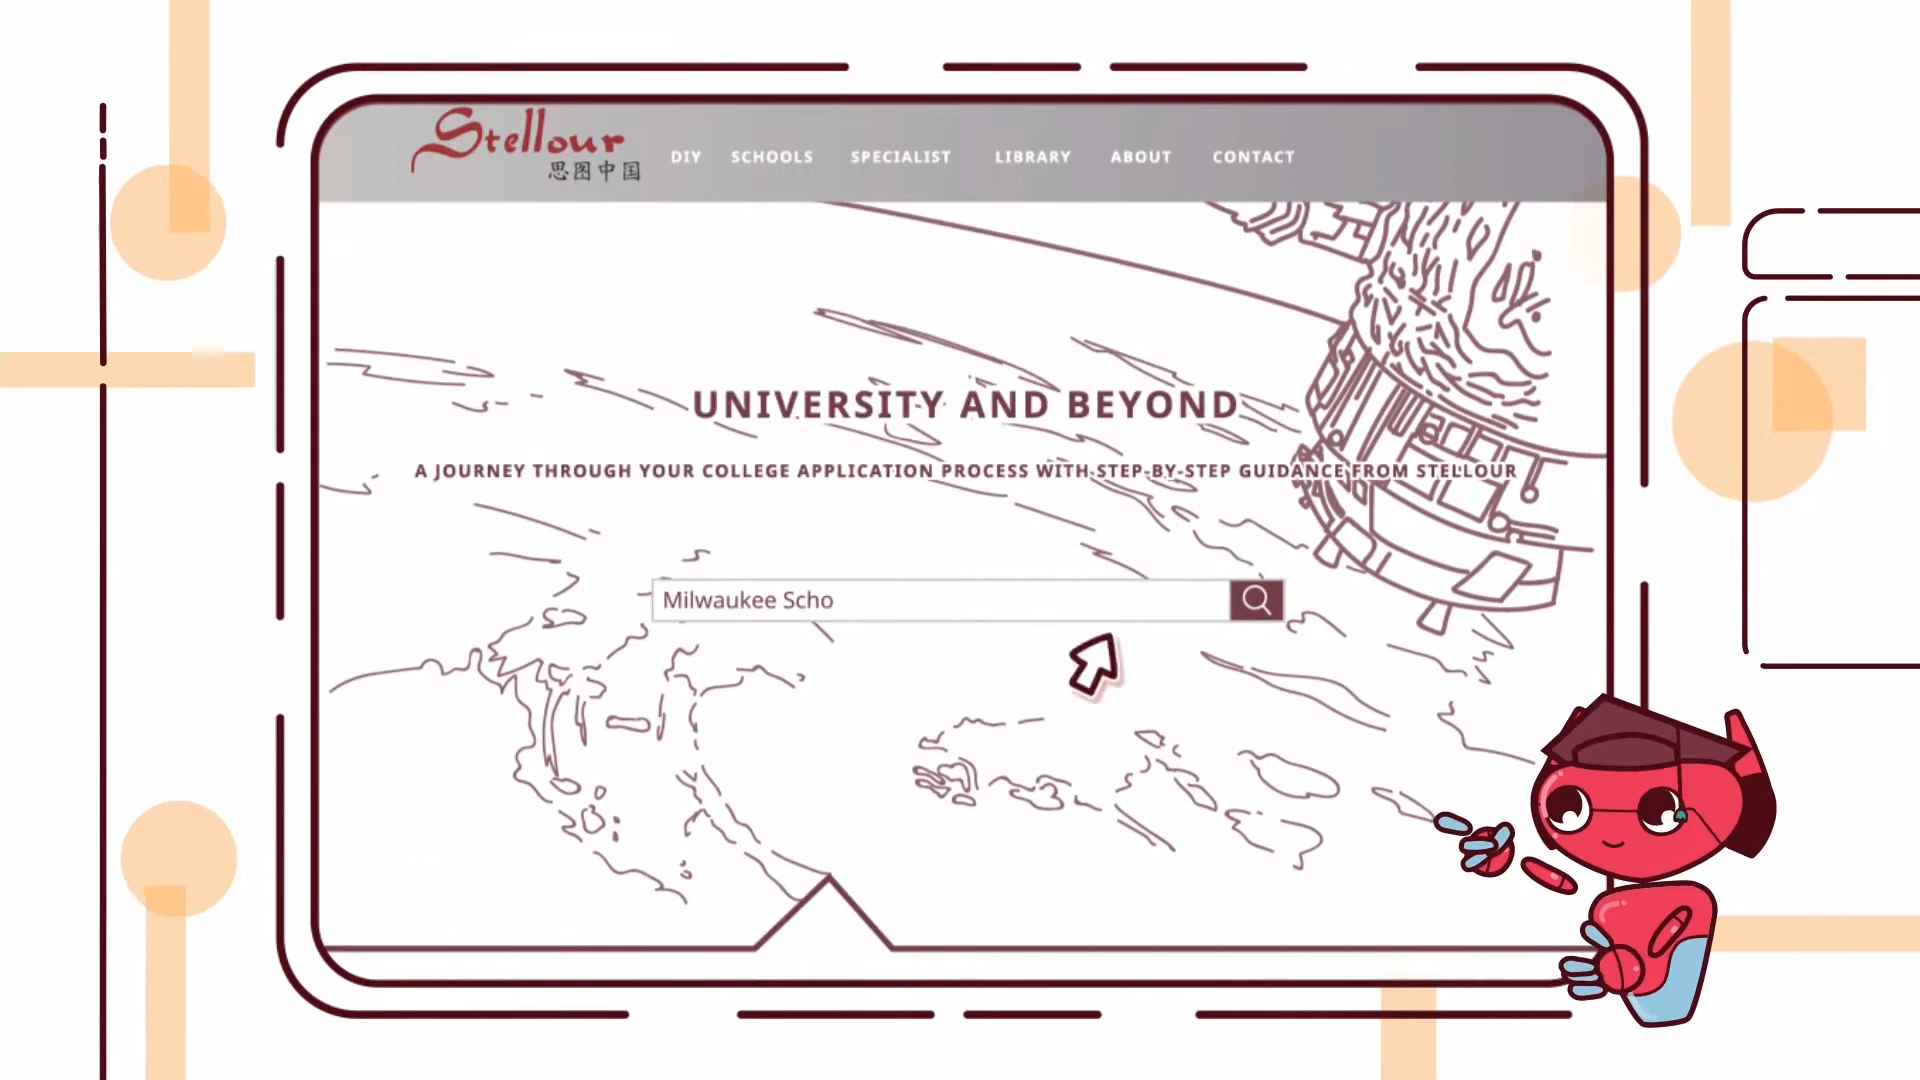 Stellour
思图中国
DIY SCHOOLS SPECIALIST LIBRARY ABOUT CONTACT
UNIVERSITY AND BEYOND
A JOURNEY THROUGH YOUR COLLEGE APPLICATION PROCESS WITH STEP-BY-STEP GUIDANCE FROM STELLOUR
Milwaukee Scho